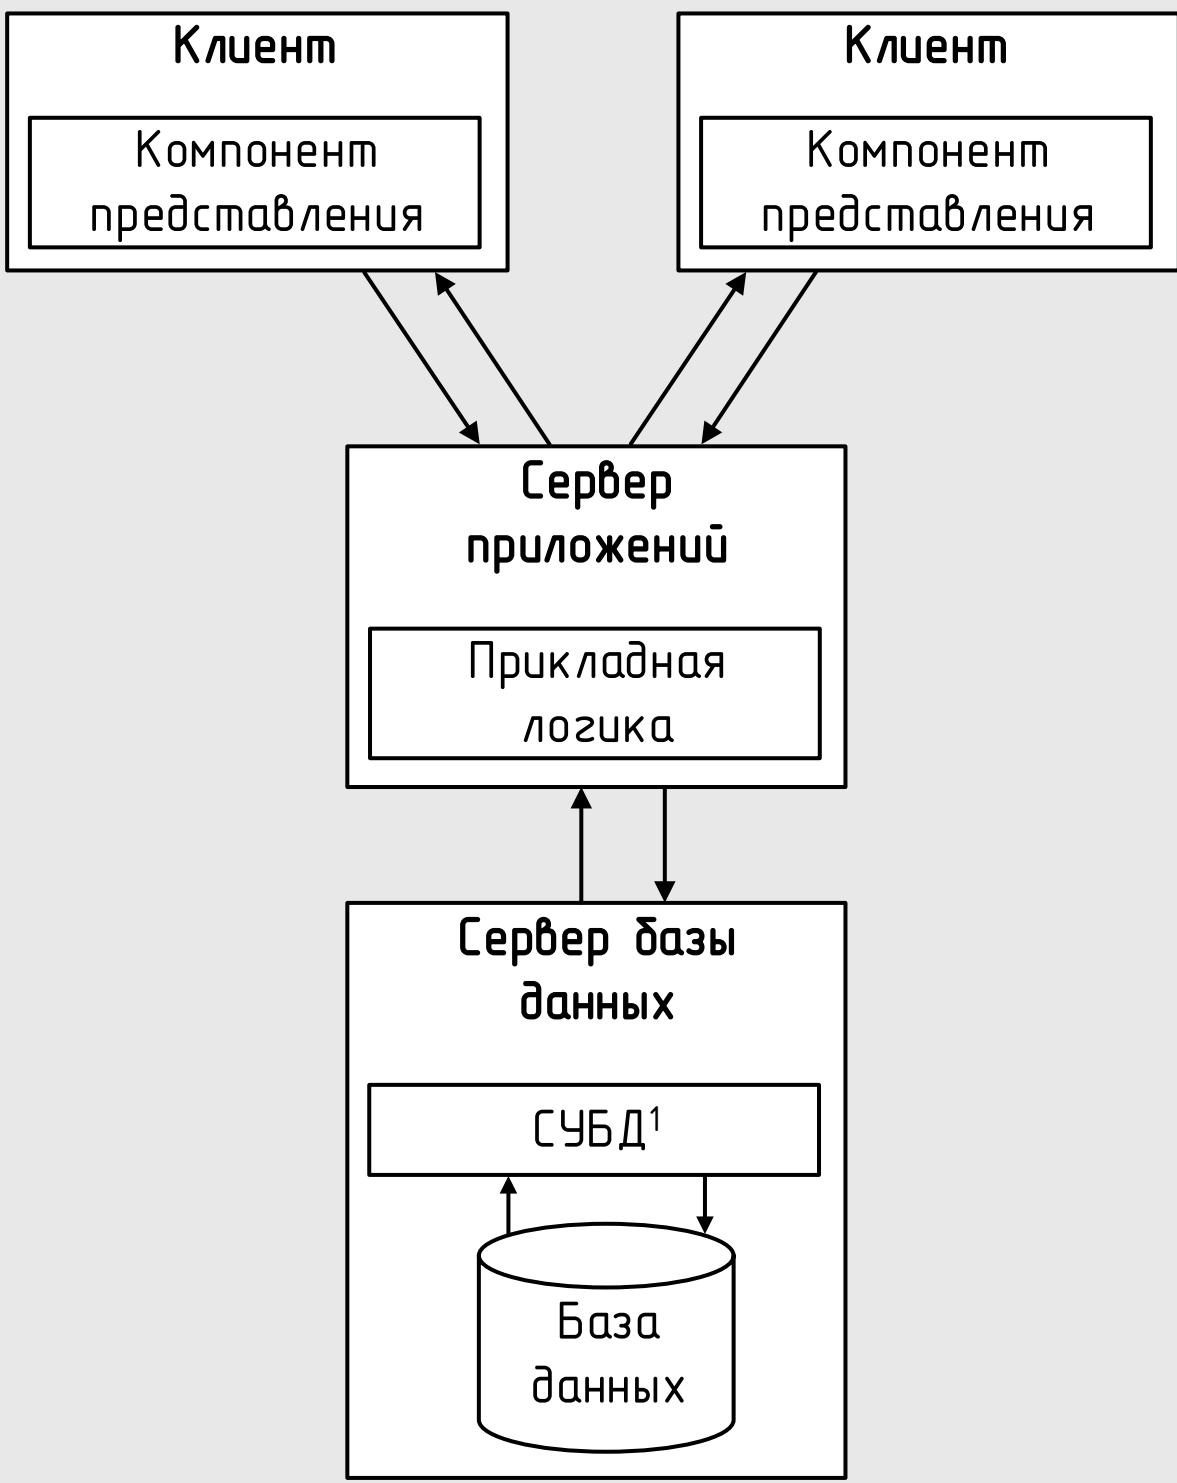 Клиент
Компонент
представления
Клиент
Компонент
представления
Сервер
приложений
Прикладная
логика
Сервер базы
данных
СУБД¹
База
данных